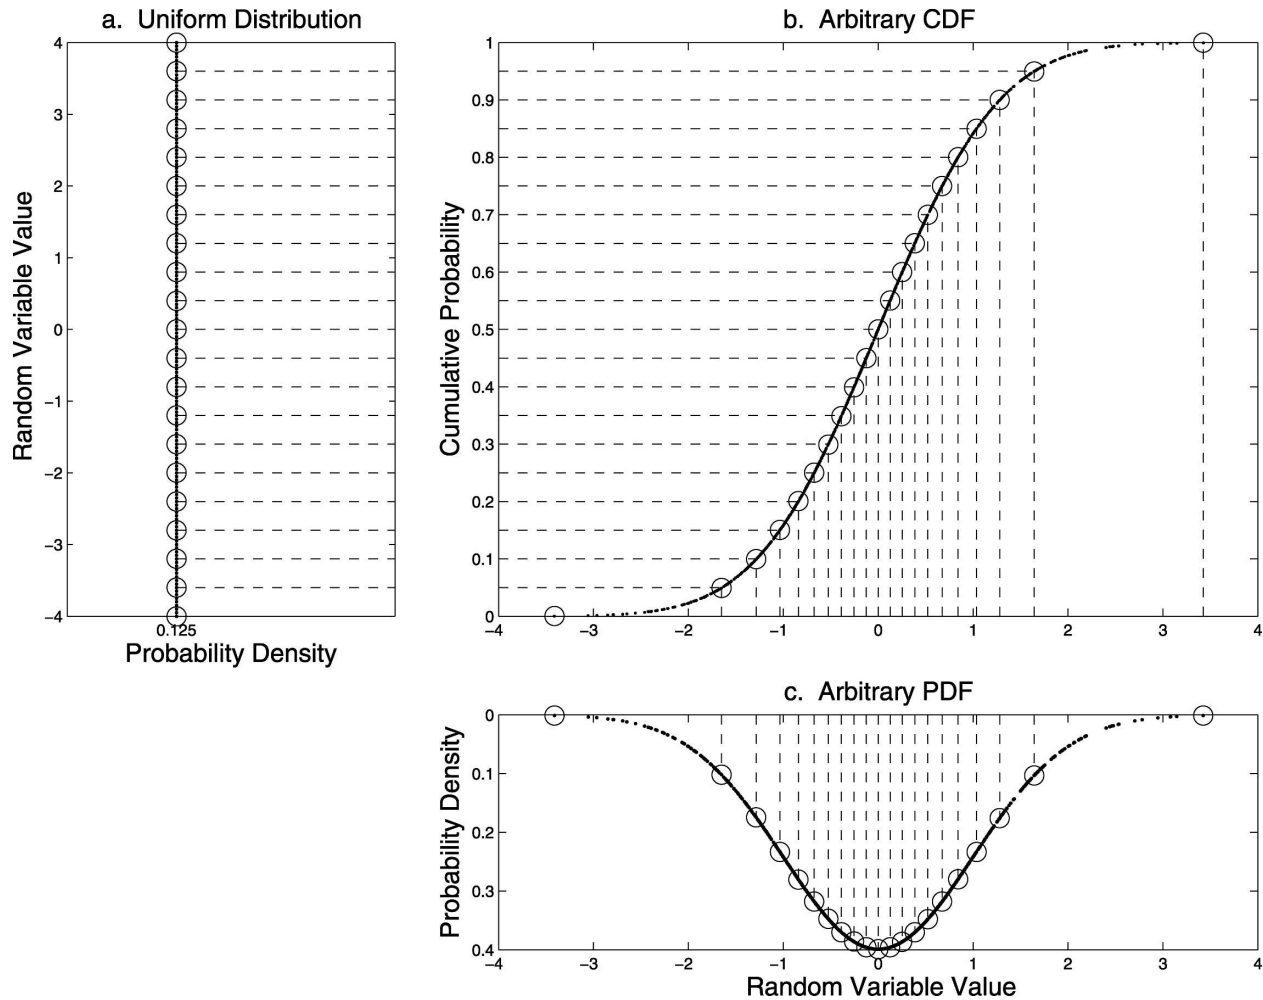 a.  Uniform Distribution
4
3
2
1
0
−1
−2
−3
−4
Random Variable Value
0.125
Probability Density
b.  Arbitrary CDF
1
0.9
0.8
0.7
0.6
0.5
0.4
0.3
0.2
0.1
0
Cumulative Probability
−4 −3 −2 −1 0 1 2 3 4
c.  Arbitrary PDF
0
0.1
0.2
0.3
0.4
Probability Density
−4 −3 −2 −1 0 1 2 3 4
Random Variable Value